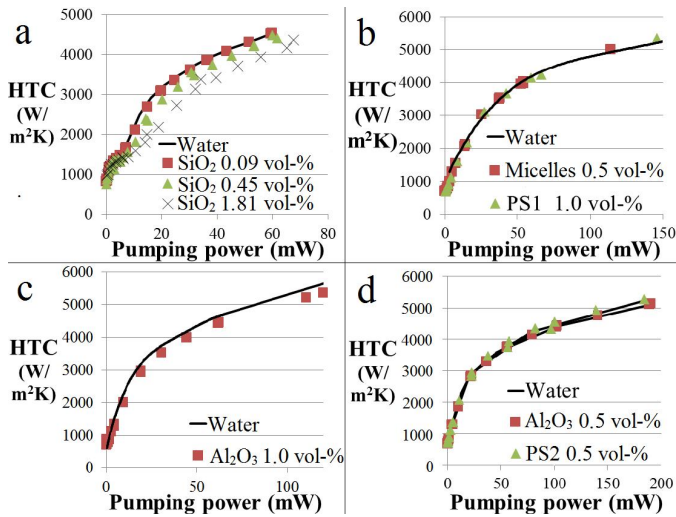 a
5000
4000
3000
2000
1000
0
HTC
(W/
m²K)
Water
SiO₂ 0.09 vol-%
SiO₂ 0.45 vol-%
SiO₂ 1.81 vol-%
0 20 40 60 80
Pumping power (mW)
b
6000
5000
4000
3000
2000
1000
0
HTC
(W/
m²K)
Water
Micelles 0.5 vol-%
PS1 1.0 vol-%
0 50 100 150
Pumping power (mW)
c
6000
5000
4000
3000
2000
1000
0
HTC
(W/
m²K)
Water
Al₂O₃ 1.0 vol-%
0 50 100
Pumping power (mW)
d
6000
5000
4000
3000
2000
1000
0
HTC
(W/
m²K)
Water
Al₂O₃ 0.5 vol-%
PS2 0.5 vol-%
0 50 100 150 200
Pumping power (mW)